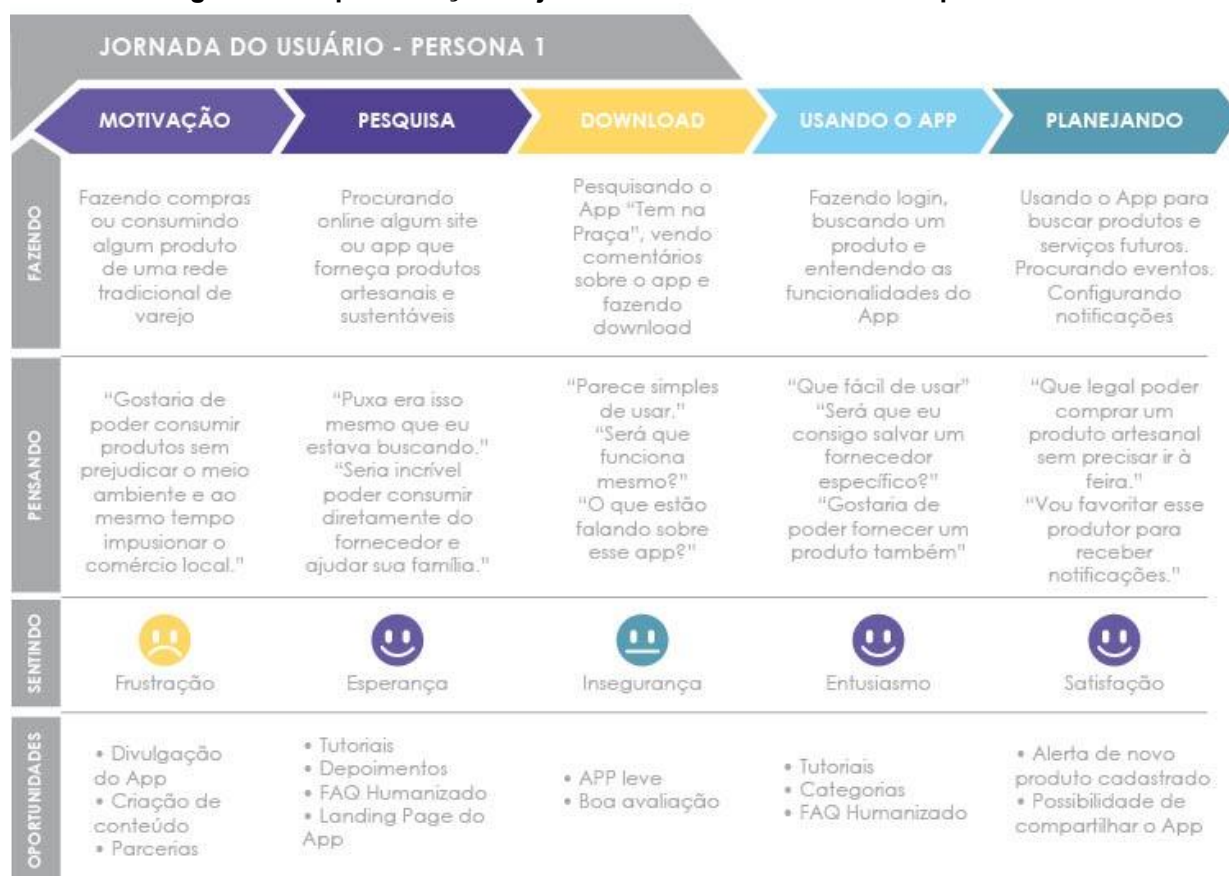 JORNADA DO USUÁRIO - PERSONA 1
MOTIVAÇÃO
PESQUISA
DOWNLOAD
USANDO O APP
PLANEJANDO
FAZENDO
Fazendo compras
ou consumindo
algum produto
de uma rede
tradicional de
varejo
Procurando
online algum site
ou app que
forneça produtos
artesanais e
sustentáveis
Pesquisando o
App “Tem na
Praça”, vendo
comentários
sobre o app e
fazendo
download
Fazendo login,
buscando um
produto e
entendendo as
funcionalidades do
App
Usando o App para
buscar produtos e
serviços futuros.
Procurando eventos.
Configurando
notificações
PENSANDO
“Gostaria de
poder consumir
produtos sem
prejudicar o meio
ambiente e ao
mesmo tempo
impusionar o
comércio local.”
“Puxa era isso
mesmo que eu
estava buscando.”
“Seria incrível
poder consumir
diretamente do
fornecedor e
ajudar sua família.”
“Parece simples
de usar.”
“Será que
funciona
mesmo?”
“O que estão
falando sobre
esse app?”
“Que fácil de usar”
“Será que eu
consigo salvar um
fornecedor
específico?”
“Gostaria de
poder fornecer um
produto também”
“Que legal poder
comprar um
produto artesanal
sem precisar ir à
feira.”
“Vou favoritar esse
produtor para
receber
notificações.”
SENTINDO
Frustração
Esperança
Insegurança
Entusiasmo
Satisfação
OPORTUNIDADES
• Divulgação
do App
• Criação de
conteúdo
• Parcerias
• Tutoriais
• Depoimentos
• FAQ Humanizado
• Landing Page do
App
• APP leve
• Boa avaliação
• Tutoriais
• Categorias
• FAQ Humanizado
• Alerta de novo
produto cadastrado
• Possibilidade de
compartilhar o App